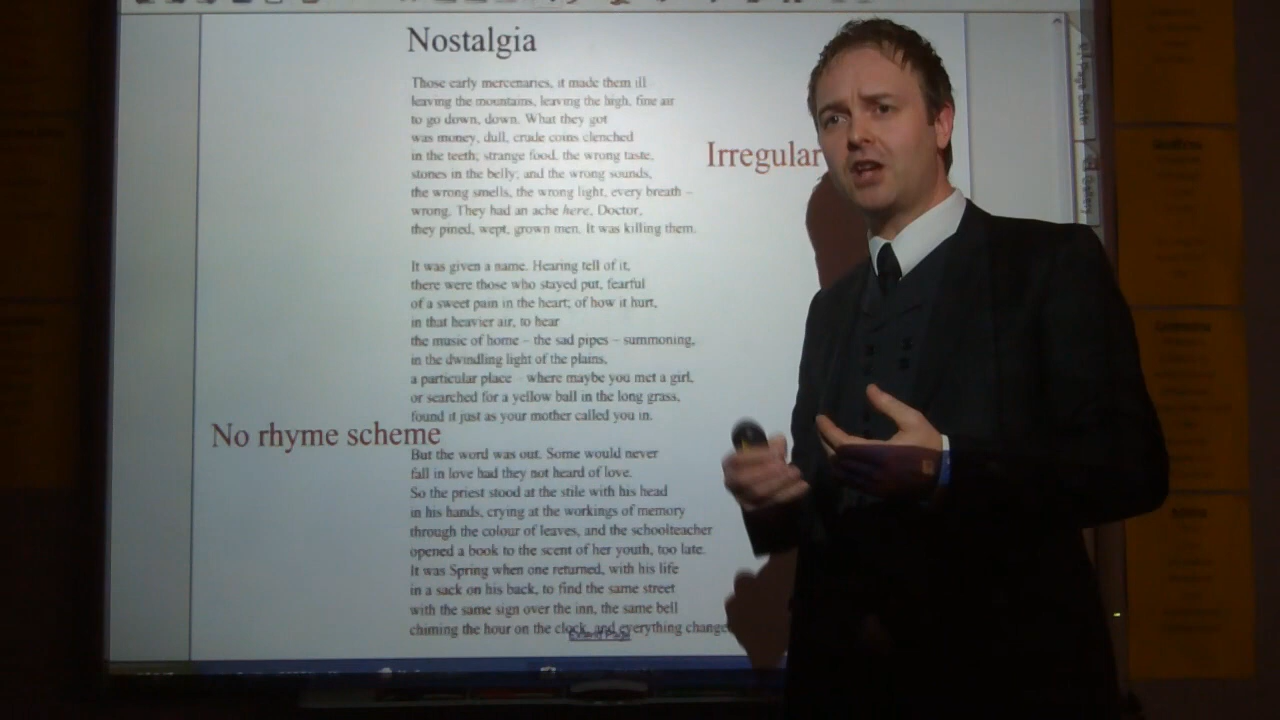 Nostalgia
Those early mercenaries, it made them ill
leaving the mountains, leaving the high, fine air
to go down, down. What they got
was money, dull, crude coins clenched
in the teeth; strange food, the wrong taste,
stones in the belly; and the wrong sounds,
the wrong smells, the wrong light, every breath –
wrong. They had an ache here, Doctor,
they pined, wept, grown men. It was killing them.
Irregular
It was given a name. Hearing tell of it,
there were those who stayed put, fearful
of a sweet pain in the heart; of how it hurt,
in that heavier air, to hear
the music of home – the sad pipes – summoning,
in the dwindling light of the plains,
a particular place – where maybe you met a girl,
or searched for a yellow ball in the long grass,
found it just as your mother called you in.
No rhyme scheme
But the word was out. Some would never
fall in love had they not heard of love.
So the priest stood at the stile with his head
in his hands, crying at the workings of memory
through the colour of leaves, and the schoolteacher
opened a book to the scent of her youth, too late.
It was Spring when one returned, with his life
in a sack on his back, to find the same street
with the same sign over the inn, the same bell
chiming the hour on the clock, and everything change
Extend Page
Gallery